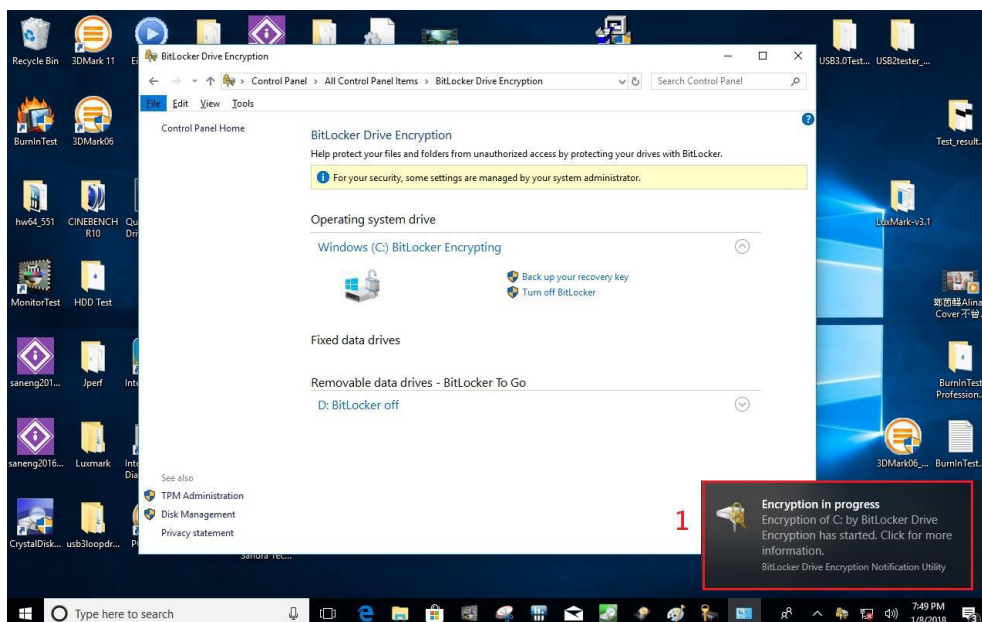 Recycle Bin
3DMark 11
USB3.0Test...
USB2tester_...
BitLocker Drive Encryption
Control Panel > All Control Panel Items > BitLocker Drive Encryption
Search Control Panel
File Edit View Tools
Control Panel Home
BitLocker Drive Encryption
Help protect your files and folders from unauthorized access by protecting your drives with BitLocker.
For your security, some settings are managed by your system administrator.
Operating system drive
Windows (C:) BitLocker Encrypting
Back up your recovery key
Turn off BitLocker
Fixed data drives
Removable data drives - BitLocker To Go
D: BitLocker off
See also
TPM Administration
Disk Management
Privacy statement
BurnInTest
3DMark06
Test_result...
hw64_551
CINEBENCH
R10
LuxMark-v3.1
MonitorTest
HDD Test
Cover 不曾...
saneng201...
Jperf
BurnInTest
Profession...
saneng2016...
Luxmark
3DMark06_...
BurnInTest...
CrystalDisk...
usb3loopdr...
1
Encryption in progress
Encryption of C: by BitLocker Drive
Encryption has started. Click for more
information.
BitLocker Drive Encryption Notification Utility
Type here to search
7:49 PM
1/8/2018